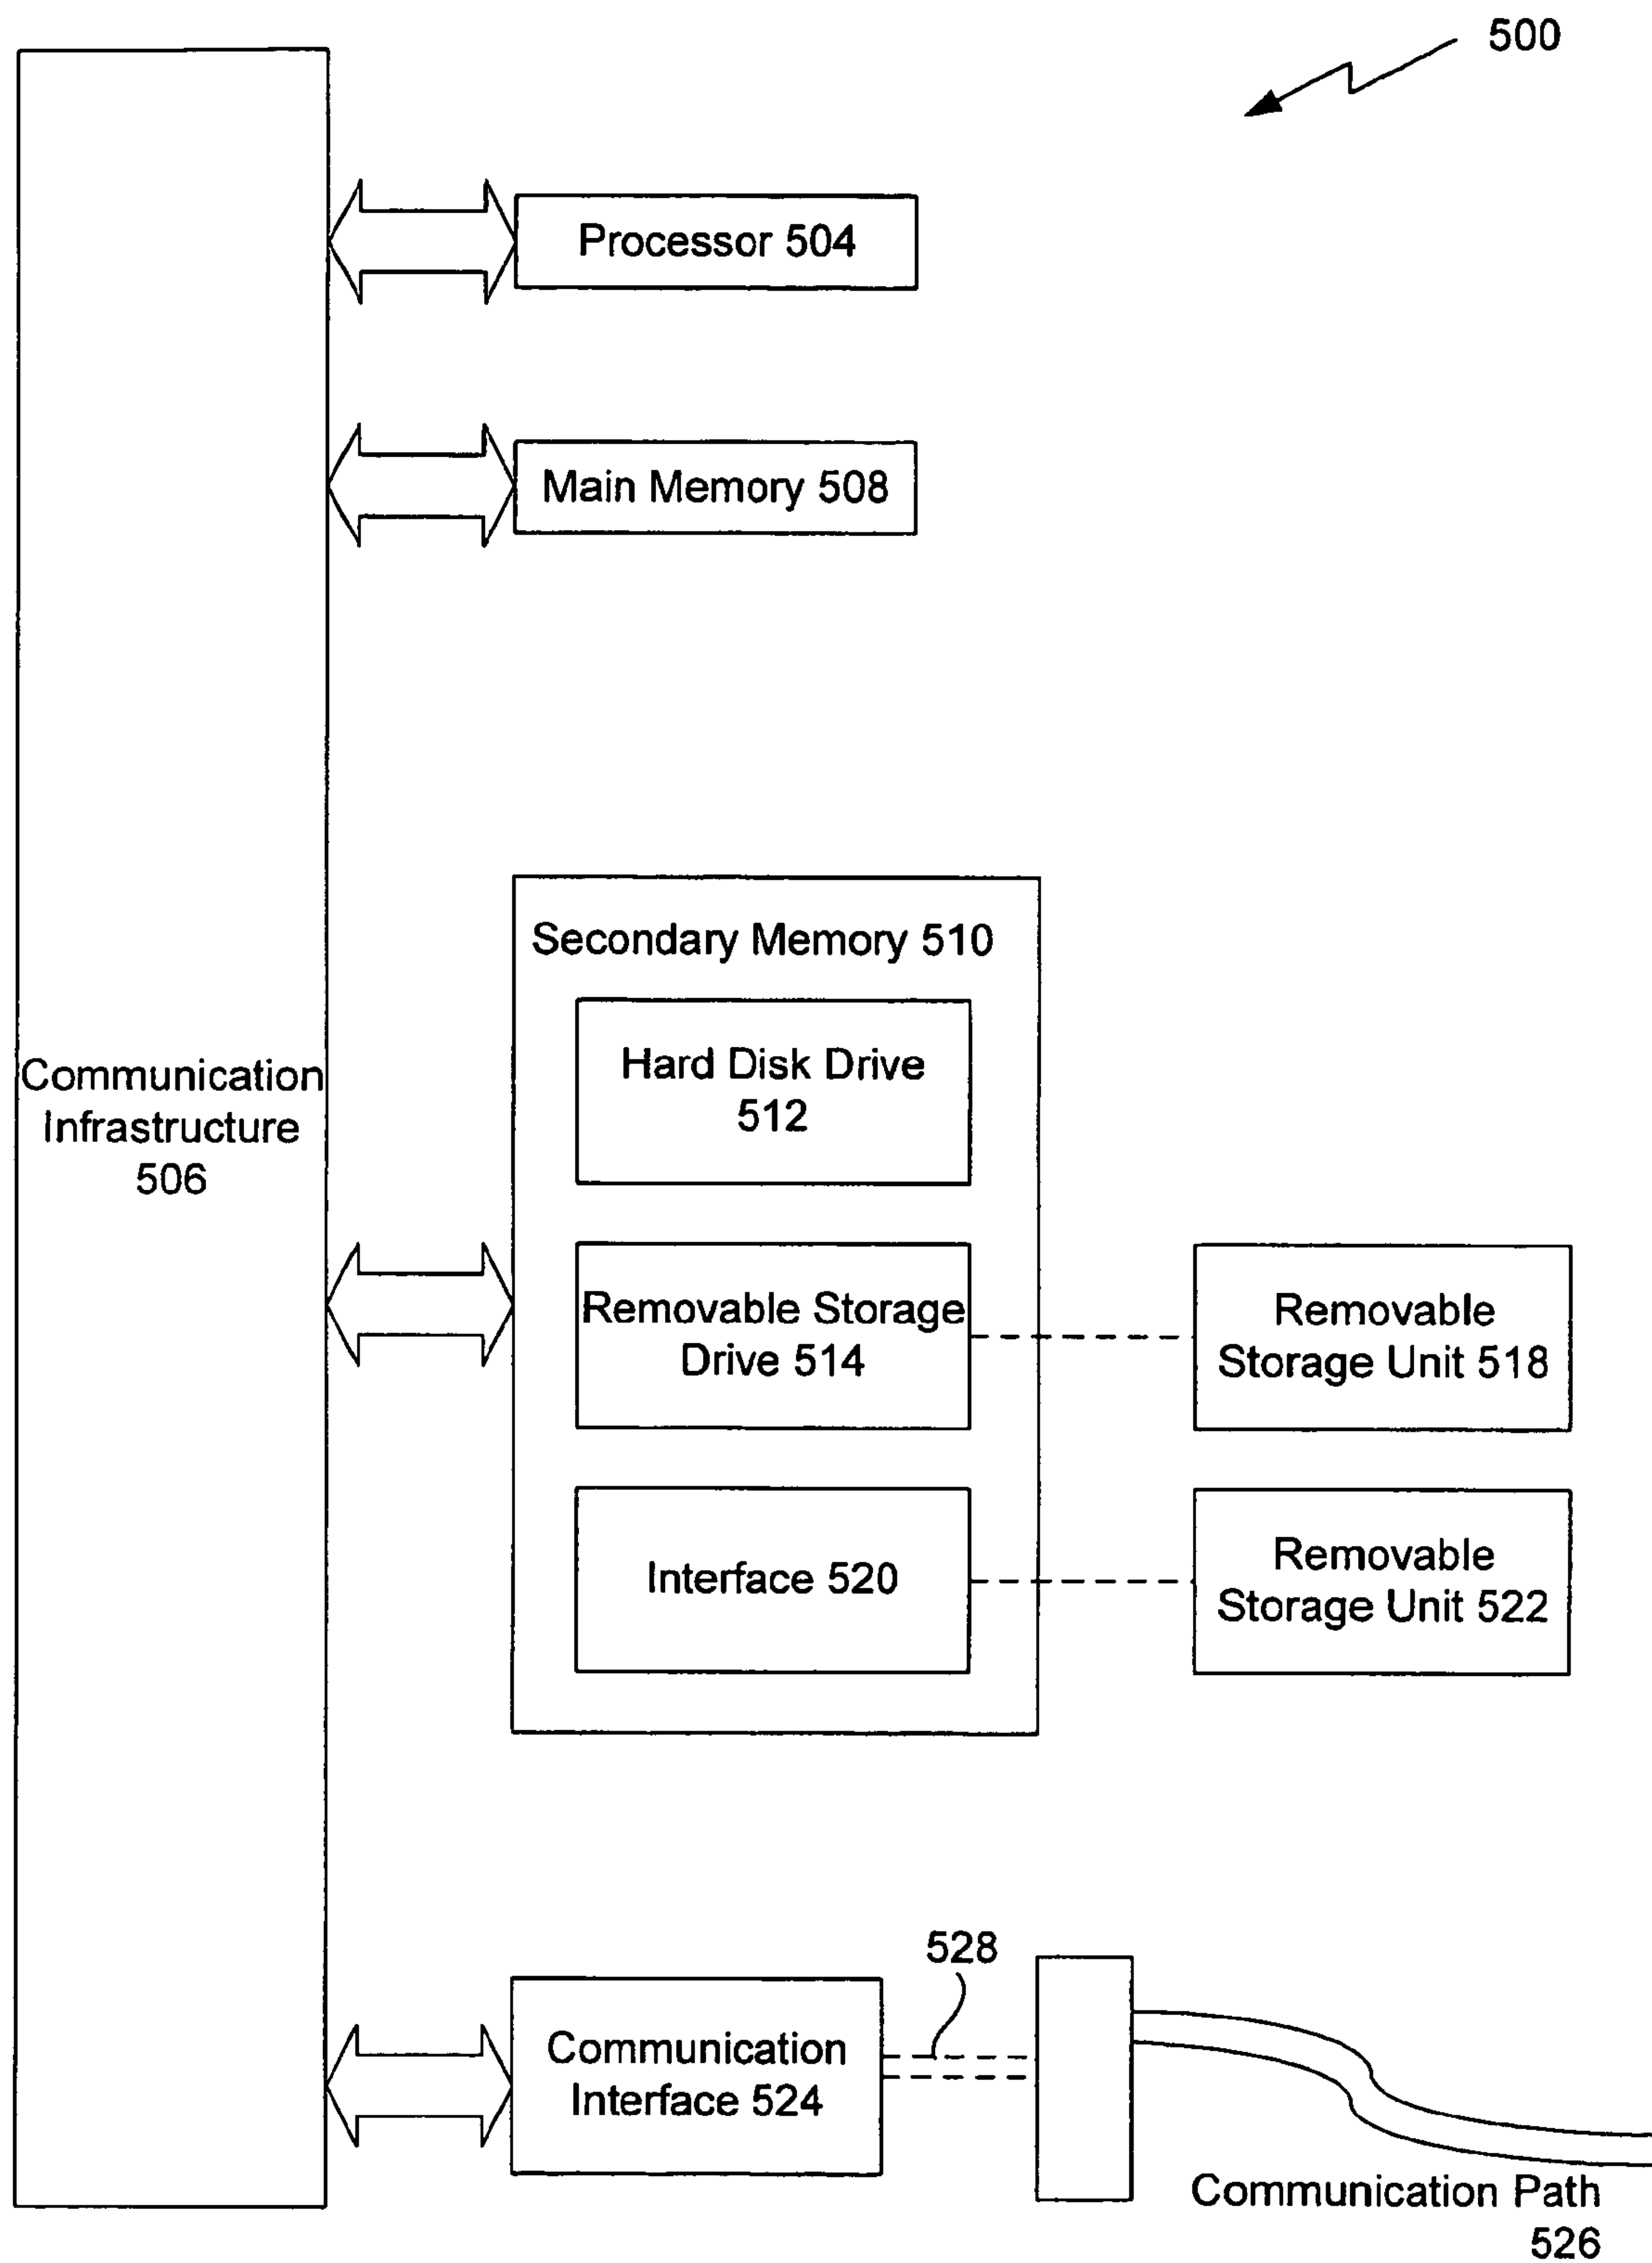 500
Processor 504
Main Memory 508
Secondary Memory 510
Hard Disk Drive
512
Communication
Infrastructure
506
Removable Storage
Drive 514
Removable
Storage Unit 518
Interface 520
Removable
Storage Unit 522
528
Communication
Interface 524
Communication Path
526